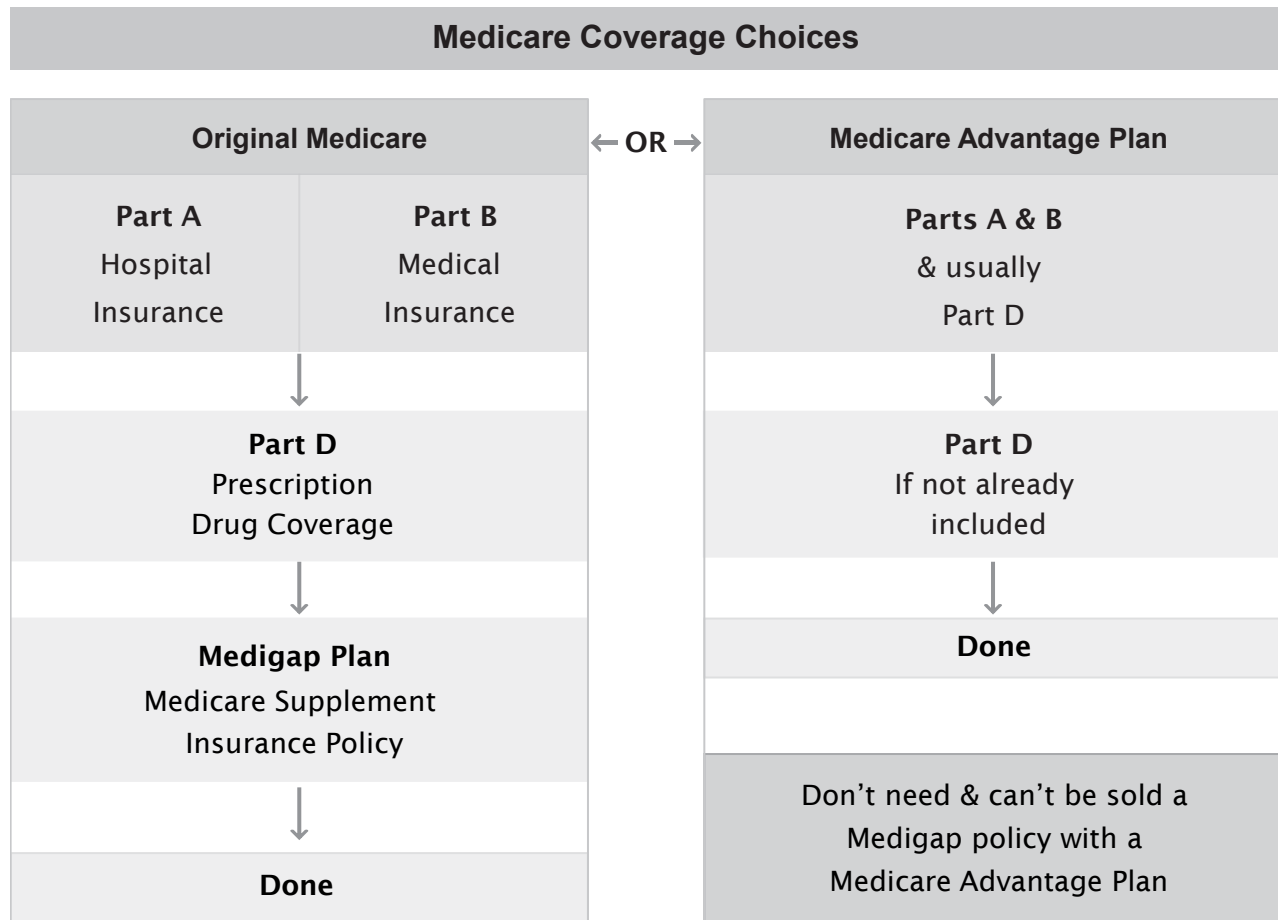 Medicare Coverage Choices
Original Medicare
Part A
Hospital
Insurance
Part B
Medical
Insurance
Part D
Prescription
Drug Coverage
Medigap Plan
Medicare Supplement
Insurance Policy
Done
← OR →
Medicare Advantage Plan
Parts A & B
& usually
Part D
Part D
If not already
included
Done
Don’t need & can’t be sold a
Medigap policy with a
Medicare Advantage Plan